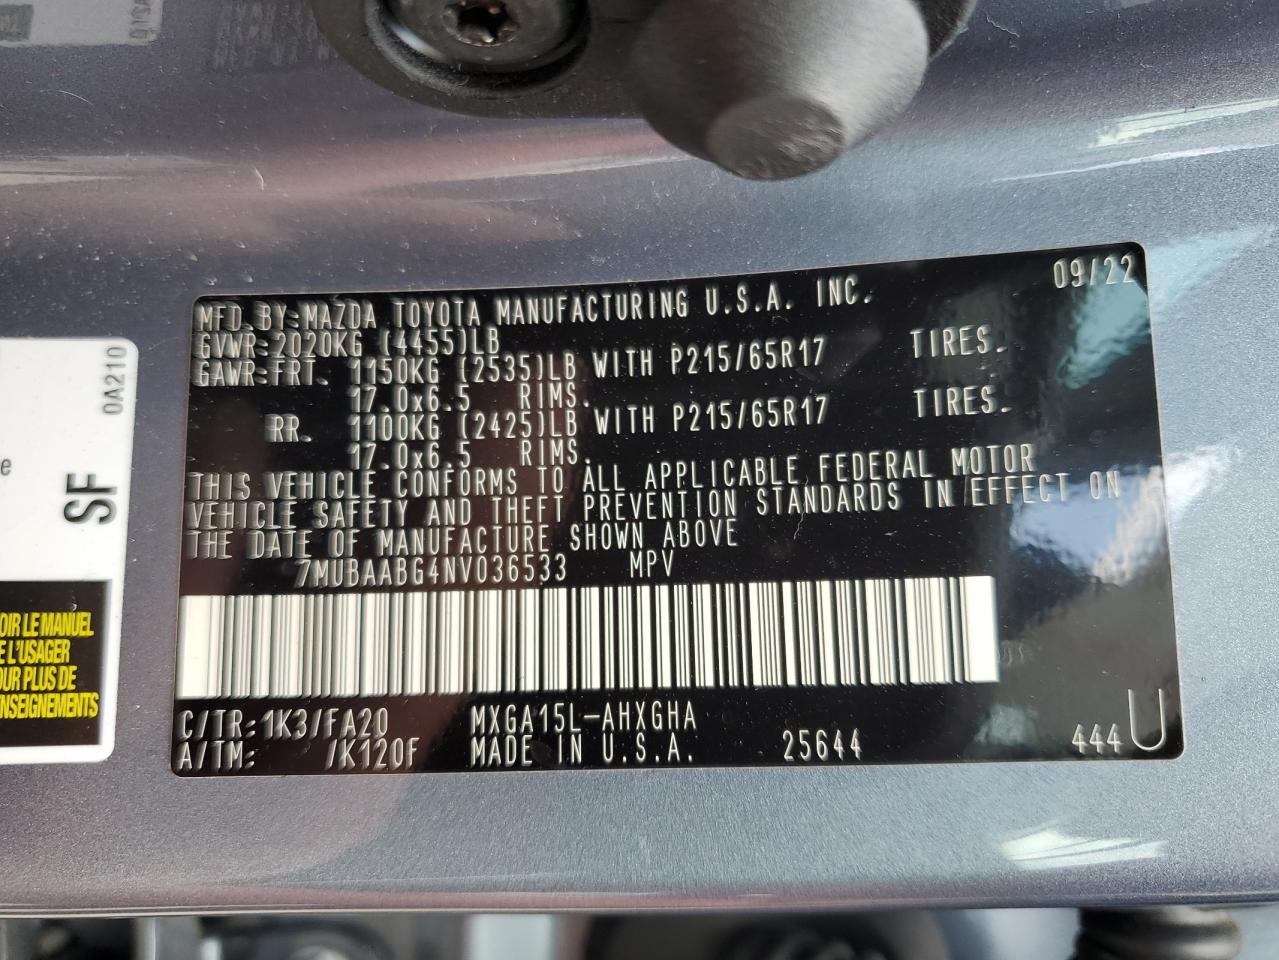 MFD.BY:MAZDA TOYOTA MANUFACTURING U.S.A. INC. 09/22
GVWR:2020KG (4455)LB
GAWR:FRT. 1150KG (2535)LB WITH P215/65R17 TIRES.
17.0x6.5 RIMS.
RR. 1100KG (2425)LB WITH P215/65R17 TIRES.
17.0x6.5 RIMS.
THIS VEHICLE CONFORMS TO ALL APPLICABLE FEDERAL MOTOR
VEHICLE SAFETY AND THEFT PREVENTION STANDARDS IN EFFECT ON
THE DATE OF MANUFACTURE SHOWN ABOVE
7MUBAABG4NV036533 MPV
C/TR:1K3/FA20 MXGA15L-AHXGHA
A/TM: /K120F MADE IN U.S.A. 25644 444 U
0A210
SF
e
OIR LE MANUEL
E L'USAGER
OUR PLUS DE
NSEIGNEMENTS